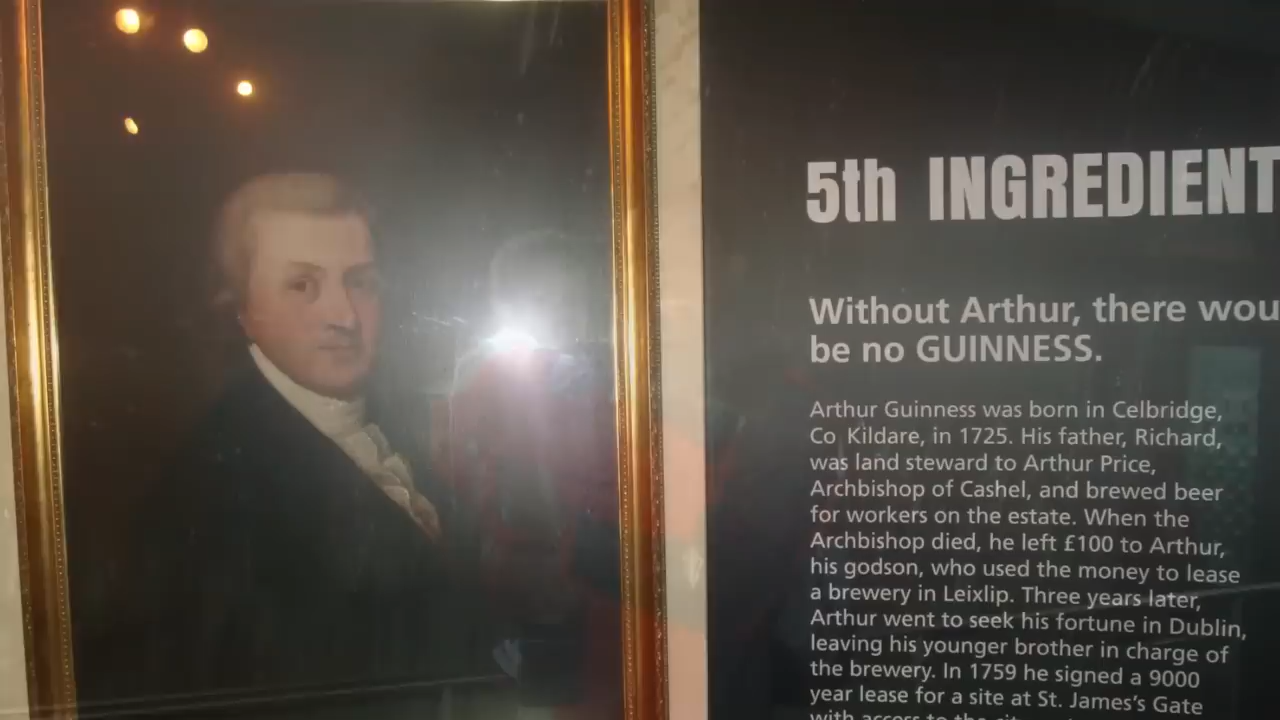 5th INGREDIENT
Without Arthur, there wou
be no GUINNESS.
Arthur Guinness was born in Celbridge,
Co Kildare, in 1725. His father, Richard,
was land steward to Arthur Price,
Archbishop of Cashel, and brewed beer
for workers on the estate. When the
Archbishop died, he left £100 to Arthur,
his godson, who used the money to lease
a brewery in Leixlip. Three years later,
Arthur went to seek his fortune in Dublin,
leaving his younger brother in charge of
the brewery. In 1759 he signed a 9000
year lease for a site at St. James's Gate
with access to the